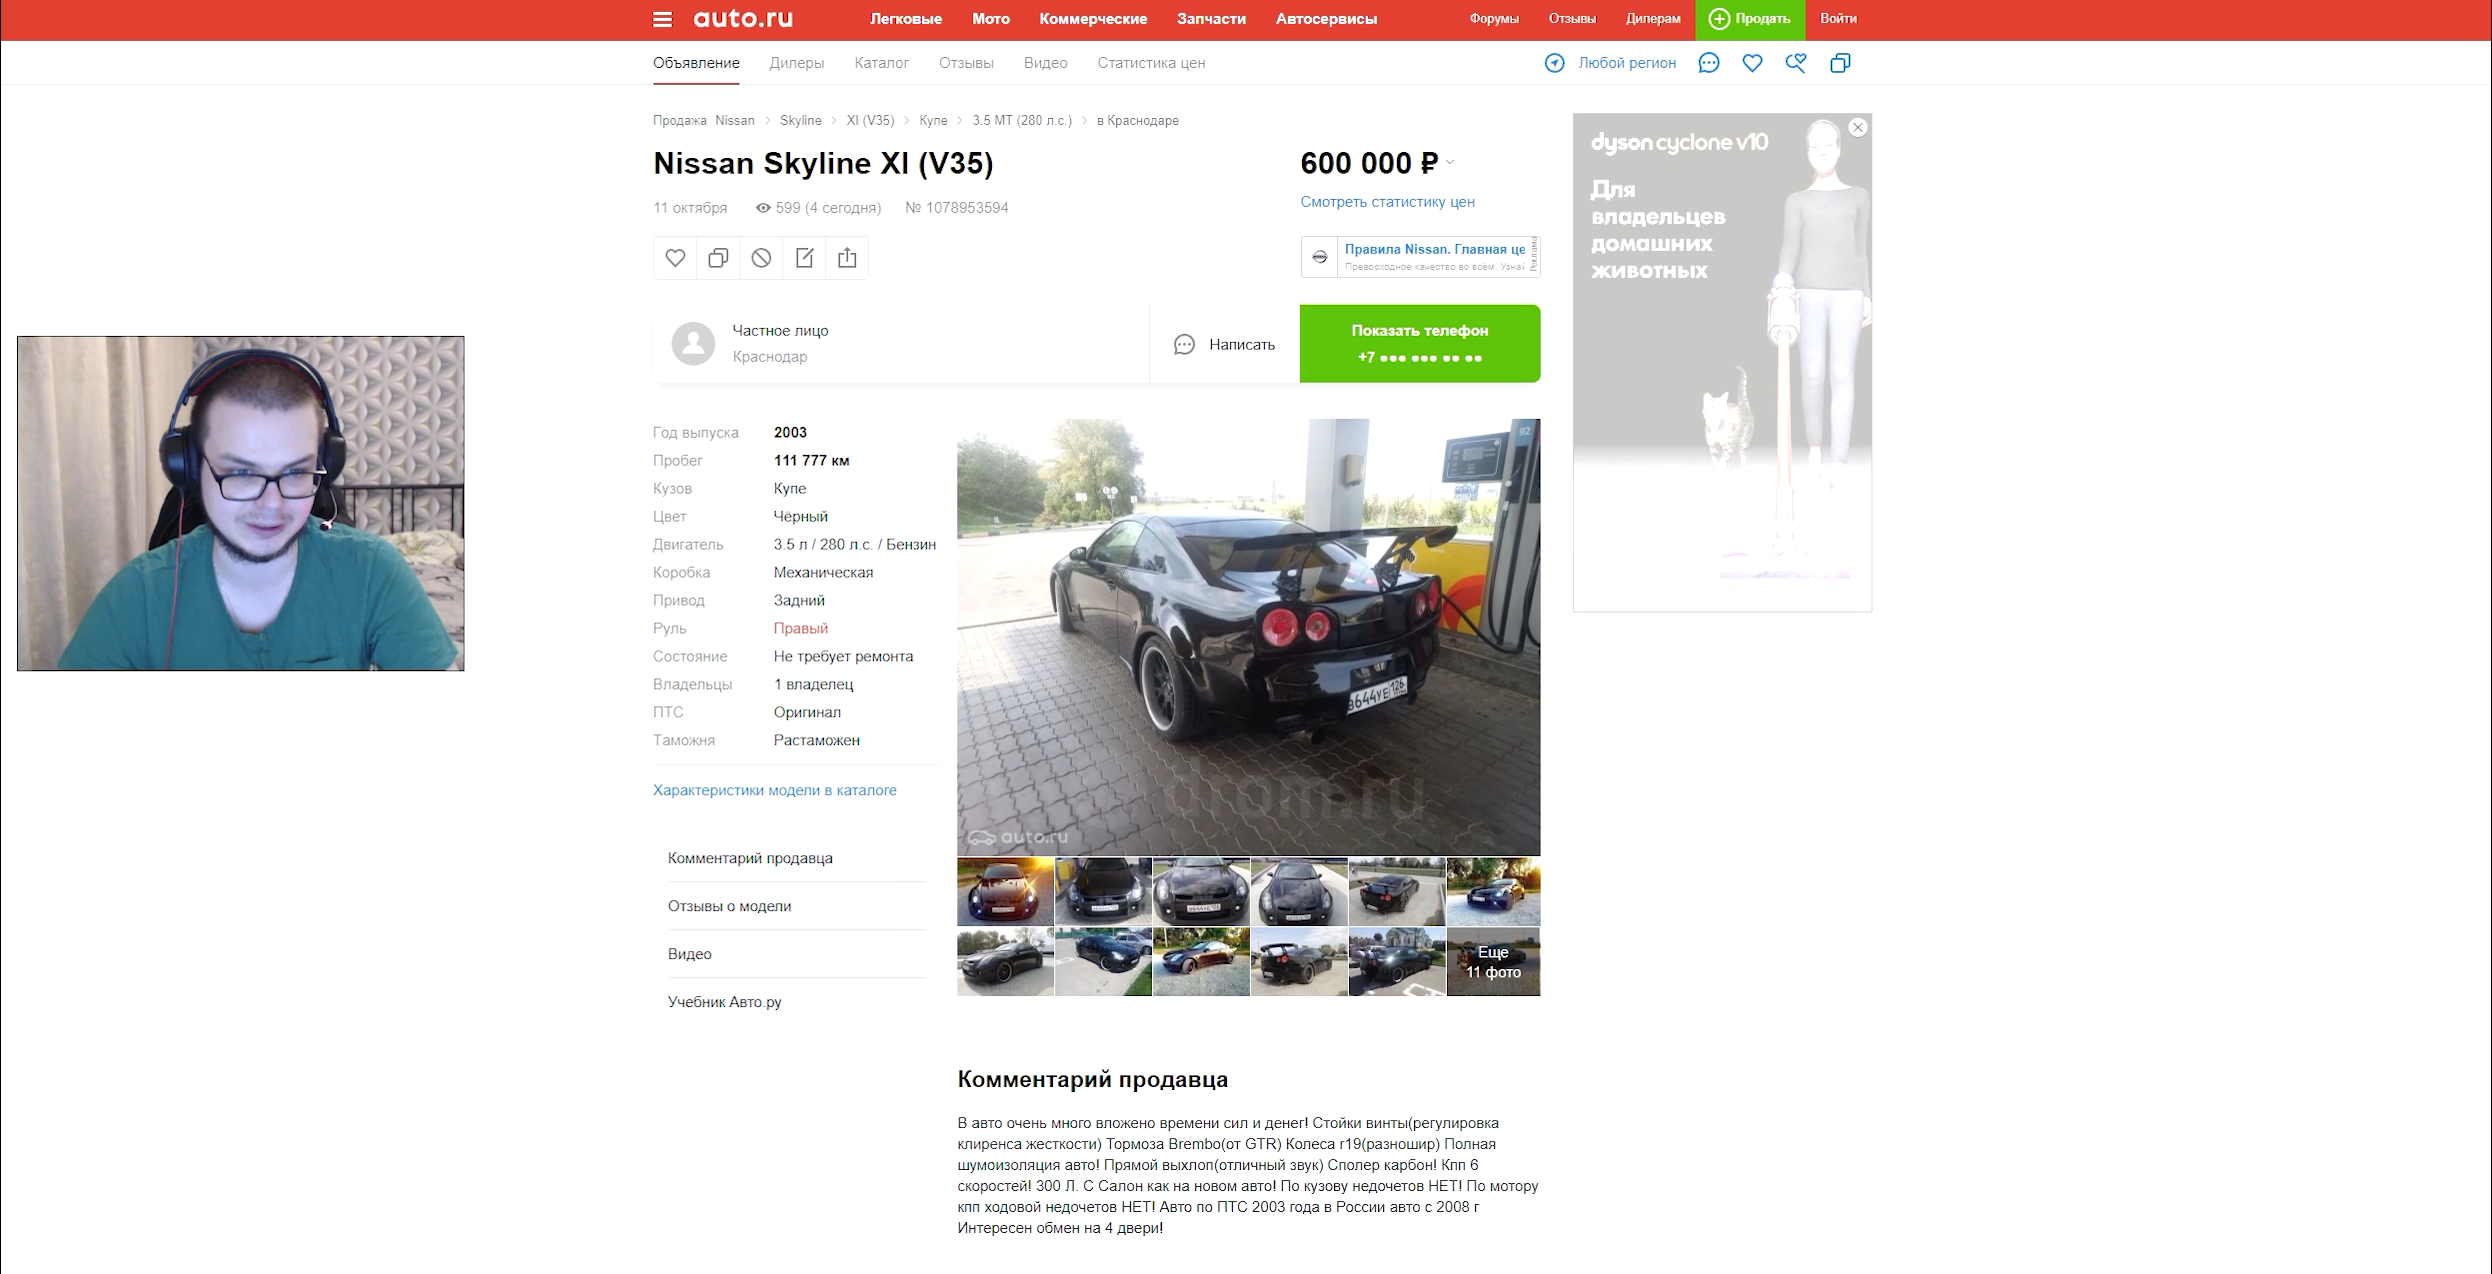 auto.ru
Легковые Мото Коммерческие Запчасти Автосервисы Форумы Отзывы Дилерам Продать Войти
Объявление Дилеры Каталог Отзывы Видео Статистика цен Любой регион
Продажа Nissan Skyline XI (V35) Купе 3.5 MT (280 л.с.) в Краснодаре
Nissan Skyline XI (V35) 600 000 ₽
11 октября 599 (4 сегодня) № 1078953594
Смотреть статистику цен
Правила Nissan. Главная це
Превосходное качество во всём. Узнай
Реклама
Частное лицо
Краснодар
Написать
Показать телефон
+7 ●●● ●●● ●● ●●
dyson cyclone v10
Для
владельцев
домашних
животных
Год выпуска 2003
Пробег 111 777 км
Кузов Купе
Цвет Чёрный
Двигатель 3.5 л / 280 л.с. / Бензин
Коробка Механическая
Привод Задний
Руль Правый
Состояние Не требует ремонта
Владельцы 1 владелец
ПТС Оригинал
Таможня Растаможен
Характеристики модели в каталоге
Комментарий продавца
Отзывы о модели
Видео
Учебник Авто.ру
92
в644уе 126
drom.ru
auto.ru
Еще
11 фото
Комментарий продавца
В авто очень много вложено времени сил и денег! Стойки винты(регулировка
клиренса жесткости) Тормоза Brembo(от GTR) Колеса r19(разношир) Полная
шумоизоляция авто! Прямой выхлоп(отличный звук) Сполер карбон! Кпп 6
скоростей! 300 Л. С Салон как на новом авто! По кузову недочетов НЕТ! По мотору
кпп ходовой недочетов НЕТ! Авто по ПТС 2003 года в России авто с 2008 г
Интересен обмен на 4 двери!